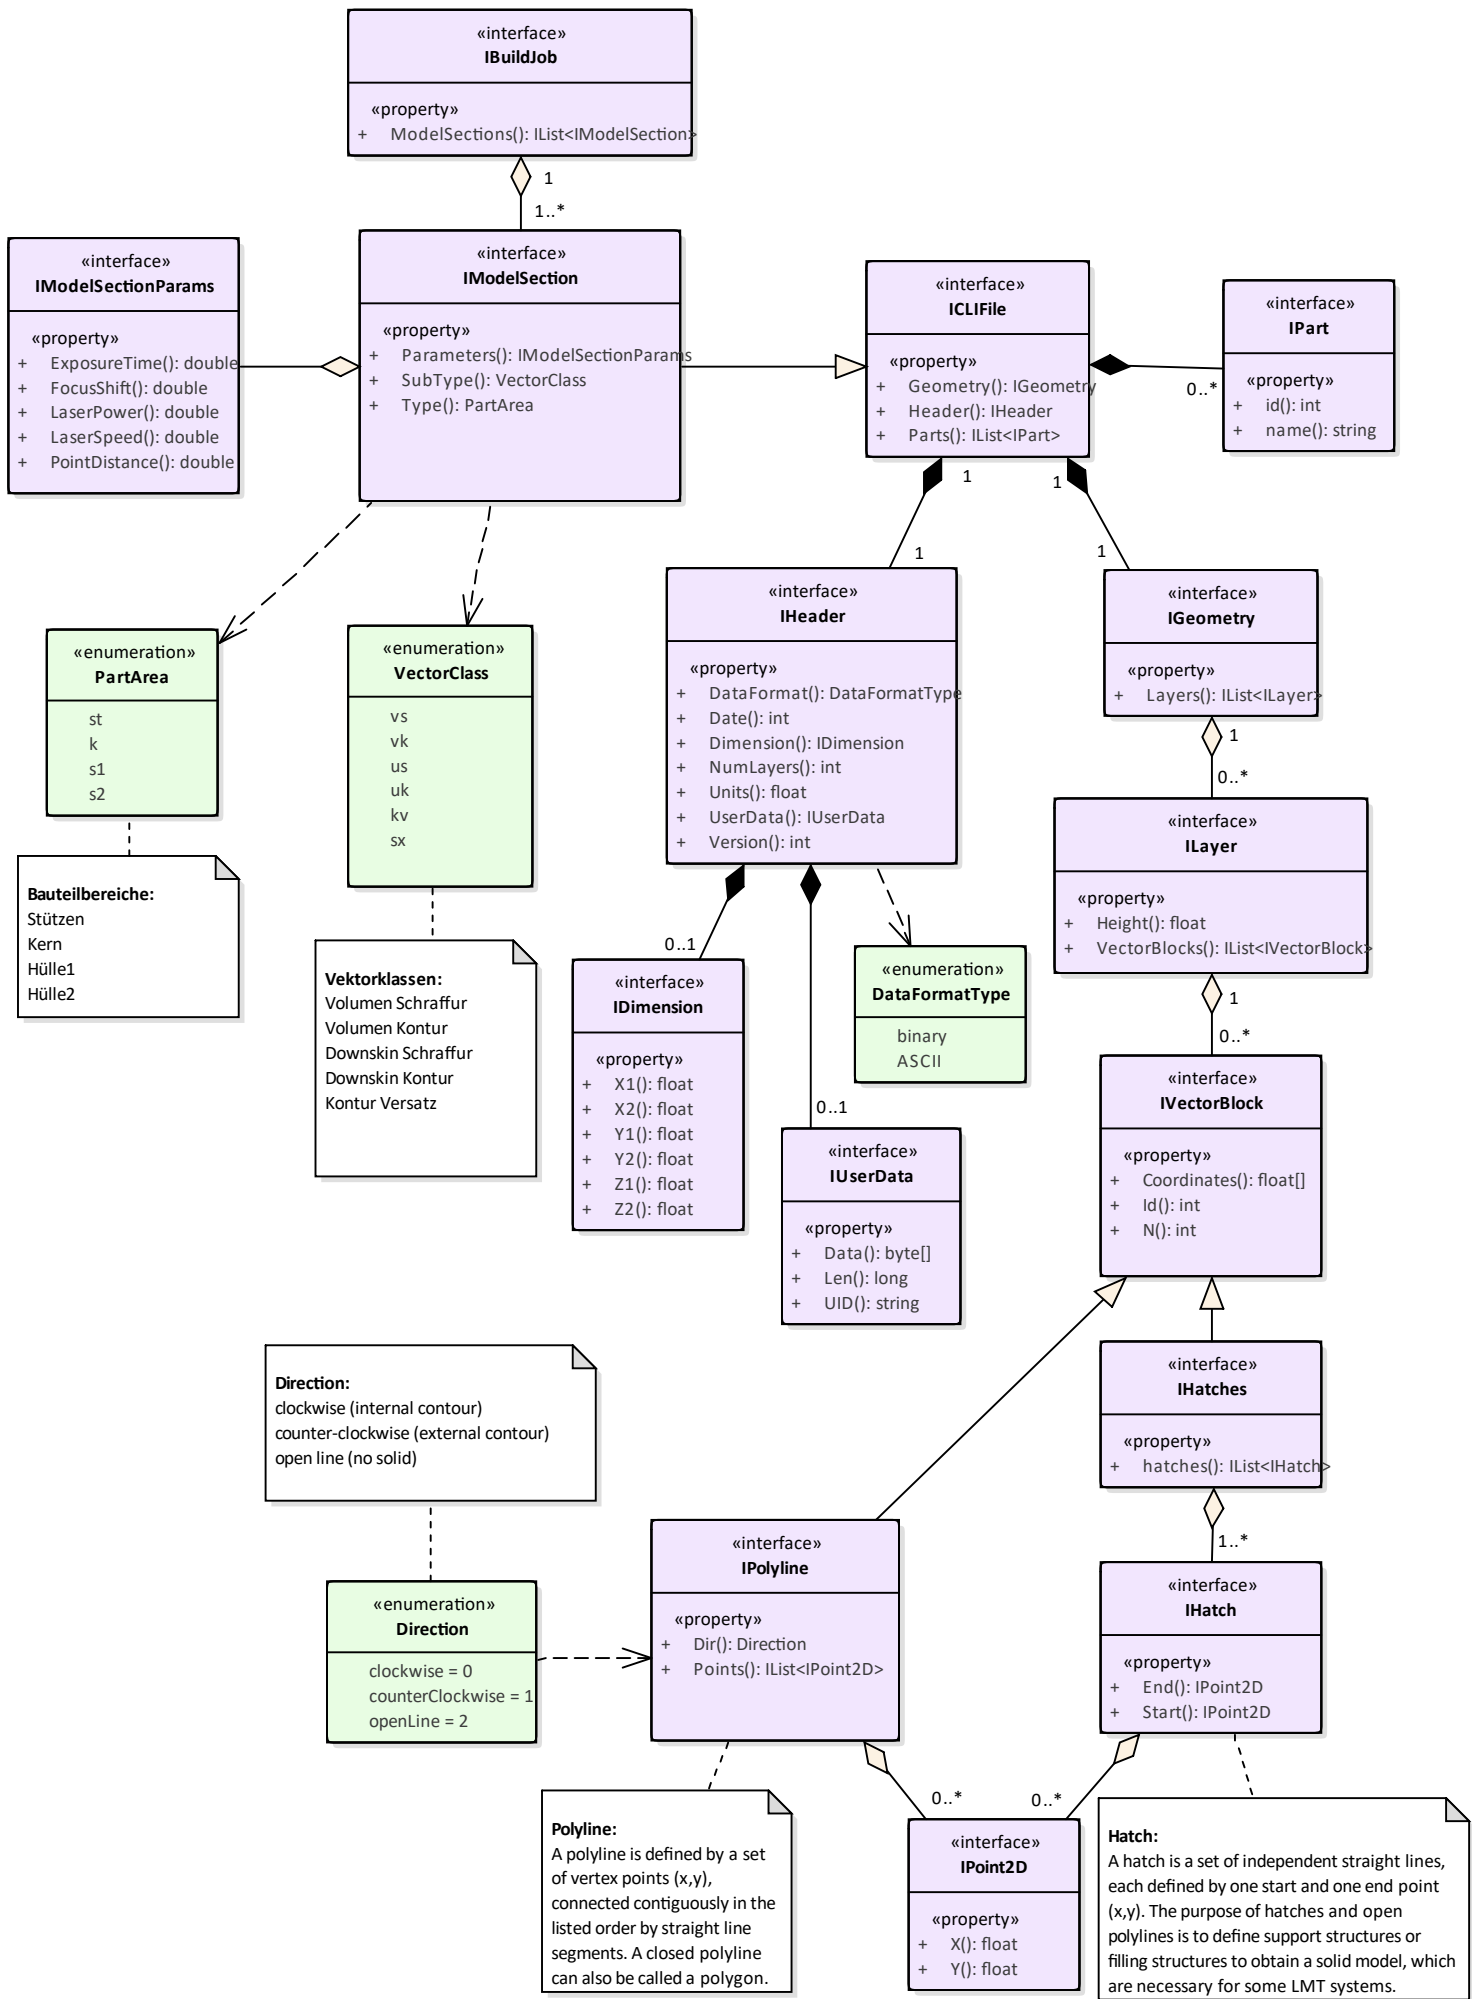 «interface»
IBuildJob
«property»
+ ModelSections(): IList<IModelSection>
1
1..*
«interface»
IModelSectionParams
«property»
+ ExposureTime(): double
+ FocusShift(): double
+ LaserPower(): double
+ LaserSpeed(): double
+ PointDistance(): double
«interface»
IModelSection
«property»
+ Parameters(): IModelSectionParams
+ SubType(): VectorClass
+ Type(): PartArea
«interface»
ICLIFile
«property»
+ Geometry(): IGeometry
+ Header(): IHeader
+ Parts(): IList<IPart>
0..*
«interface»
IPart
«property»
+ id(): int
+ name(): string
1
1
1
1
«enumeration»
PartArea
st
k
s1
s2
Bauteilbereiche:
Stützen
Kern
Hülle1
Hülle2
«enumeration»
VectorClass
vs
vk
us
uk
kv
sx
Vektorklassen:
Volumen Schraffur
Volumen Kontur
Downskin Schraffur
Downskin Kontur
Kontur Versatz
«interface»
IHeader
«property»
+ DataFormat(): DataFormatType
+ Date(): int
+ Dimension(): IDimension
+ NumLayers(): int
+ Units(): float
+ UserData(): IUserData
+ Version(): int
«interface»
IGeometry
«property»
+ Layers(): IList<ILayer>
1
0..*
«interface»
ILayer
«property»
+ Height(): float
+ VectorBlocks(): IList<IVectorBlock>
1
0..*
0..1
«interface»
IDimension
«property»
+ X1(): float
+ X2(): float
+ Y1(): float
+ Y2(): float
+ Z1(): float
+ Z2(): float
«enumeration»
DataFormatType
binary
ASCII
0..1
«interface»
IUserData
«property»
+ Data(): byte[]
+ Len(): long
+ UID(): string
«interface»
IVectorBlock
«property»
+ Coordinates(): float[]
+ Id(): int
+ N(): int
«interface»
IHatches
«property»
+ hatches(): IList<IHatch>
1..*
Direction:
clockwise (internal contour)
counter-clockwise (external contour)
open line (no solid)
«enumeration»
Direction
clockwise = 0
counterClockwise = 1
openLine = 2
«interface»
IPolyline
«property»
+ Dir(): Direction
+ Points(): IList<IPoint2D>
«interface»
IHatch
«property»
+ End(): IPoint2D
+ Start(): IPoint2D
0..*
0..*
Polyline:
A polyline is defined by a set
of vertex points (x,y),
connected contiguously in the
listed order by straight line
segments. A closed polyline
can also be called a polygon.
«interface»
IPoint2D
«property»
+ X(): float
+ Y(): float
Hatch:
A hatch is a set of independent straight lines,
each defined by one start and one end point
(x,y). The purpose of hatches and open
polylines is to define support structures or
filling structures to obtain a solid model, which
are necessary for some LMT systems.